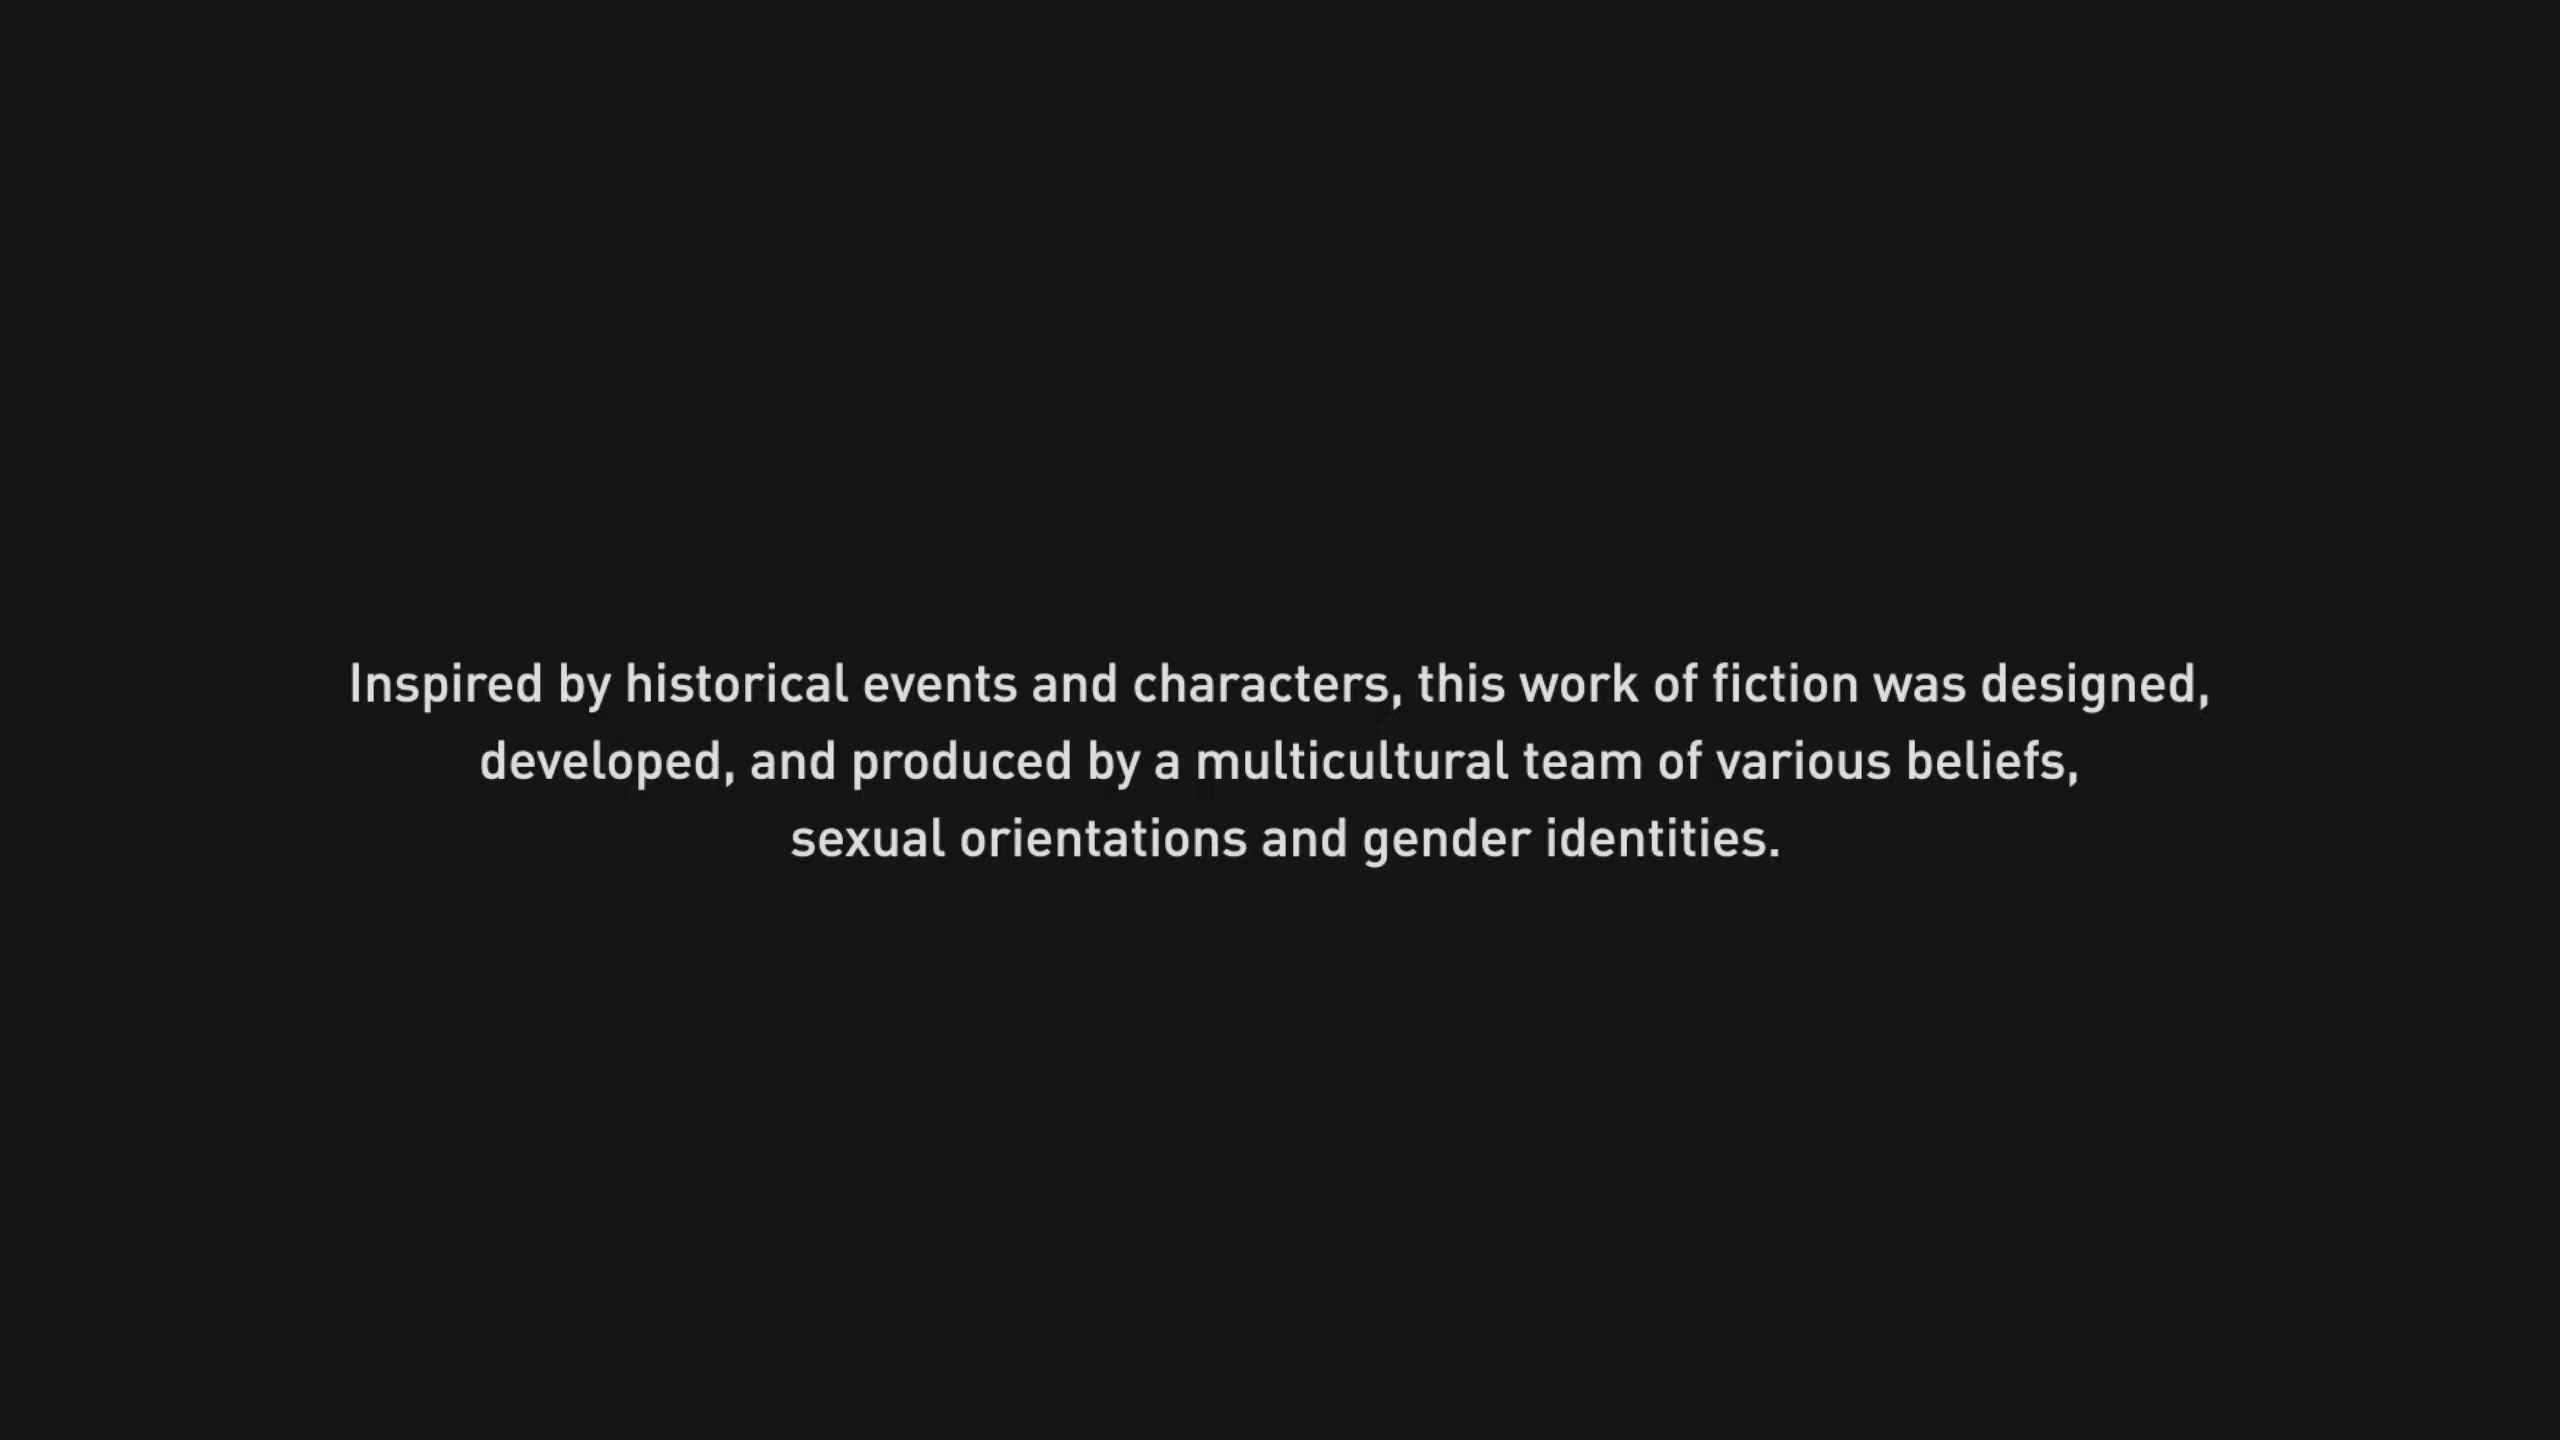 Inspired by historical events and characters, this work of fiction was designed,
developed, and produced by a multicultural team of various beliefs,
sexual orientations and gender identities.